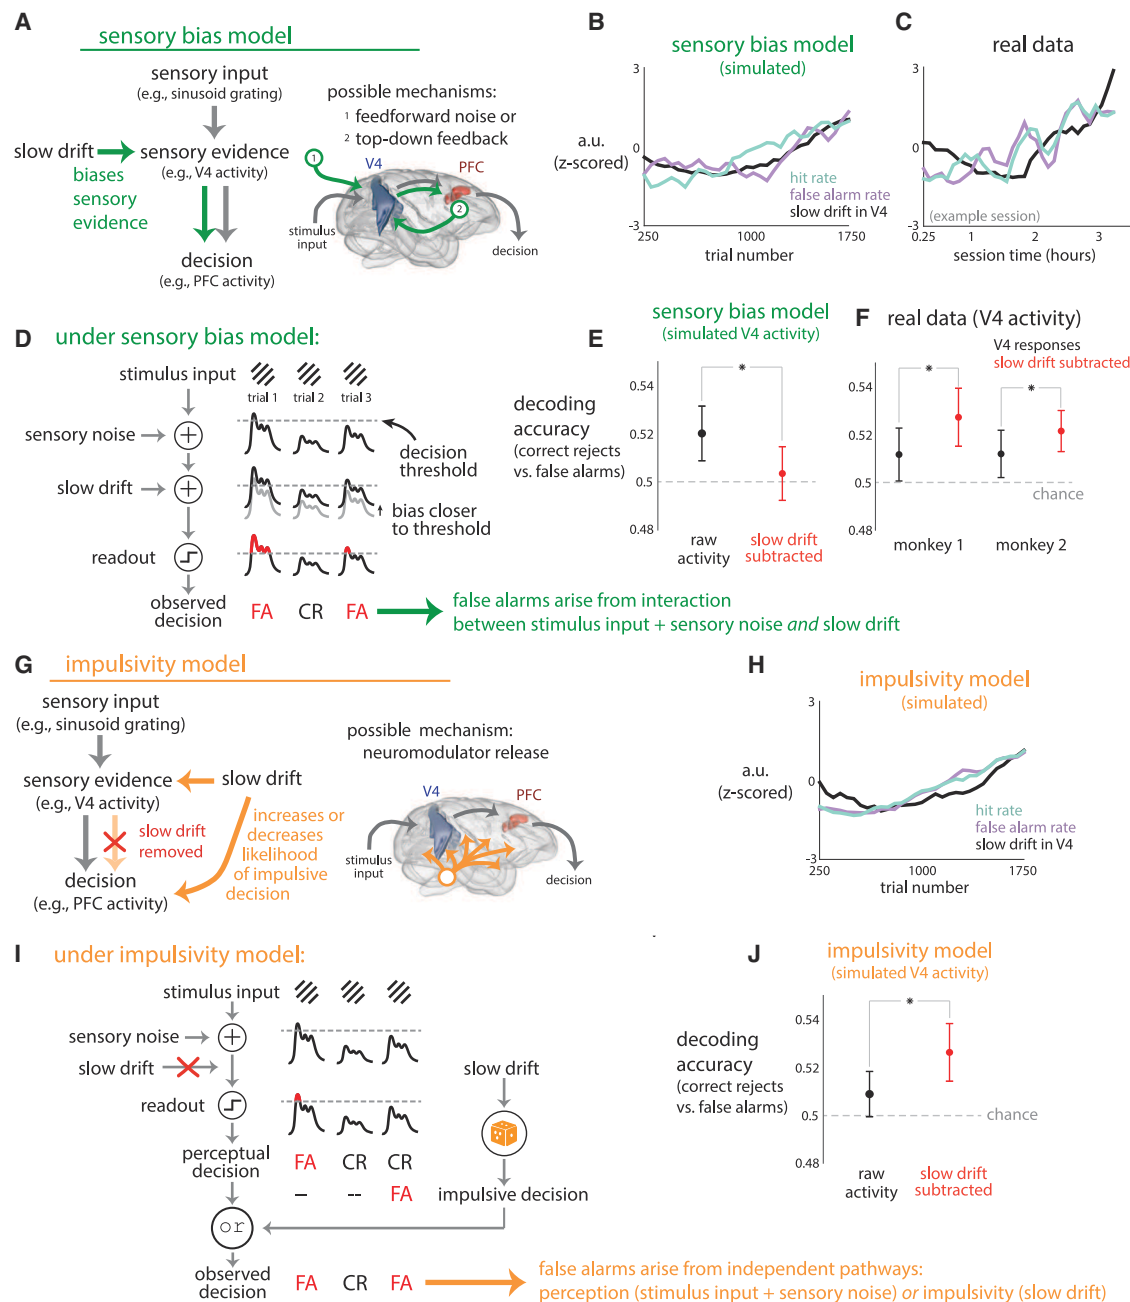 A
sensory bias model
sensory input
(e.g., sinusoid grating)
slow drift
sensory evidence
(e.g., V4 activity)
biases
sensory
evidence
decision
(e.g., PFC activity)
possible mechanisms:
1 feedforward noise or
2 top-down feedback
V4
PFC
1
2
stimulus
input
decision
B
sensory bias model
(simulated)
3
a.u.
(z-scored)
0
hit rate
false alarm rate
slow drift in V4
-3
250
1000
1750
trial number
C
real data
3
0
(example session)
-3
0.25
1
2
3
session time (hours)
D
under sensory bias model:
stimulus input
trial 1
trial 2
trial 3
sensory noise
+
decision
threshold
slow drift
+
bias closer
to threshold
readout
observed
decision
FA
CR
FA
false alarms arise from interaction
between stimulus input + sensory noise and slow drift
E
sensory bias model
(simulated V4 activity)
decoding
accuracy
(correct rejects
vs. false alarms)
0.54
0.52
0.5
0.48
*
raw
activity
slow drift
subtracted
F
real data (V4 activity)
V4 responses
slow drift subtracted
0.54
0.52
0.5
0.48
*
*
chance
monkey 1
monkey 2
G
impulsivity model
sensory input
(e.g., sinusoid grating)
sensory evidence
(e.g., V4 activity)
slow drift
slow drift
removed
increases or
decreases
likelihood
of impulsive
decision
decision
(e.g., PFC activity)
possible mechanism:
neuromodulator release
V4
PFC
stimulus
input
decision
H
impulsivity model
(simulated)
3
a.u.
(z-scored)
0
hit rate
false alarm rate
slow drift in V4
-3
250
1000
1750
trial number
I
under impulsivity model:
stimulus input
sensory noise
+
slow drift
readout
perceptual
decision
FA
CR
CR
–
--
FA
slow drift
impulsive decision
or
observed
decision
FA
CR
FA
false alarms arise from independent pathways:
perception (stimulus input + sensory noise) or impulsivity (slow drift)
J
impulsivity model
(simulated V4 activity)
decoding
accuracy
(correct rejects
vs. false alarms)
0.54
0.52
0.5
0.48
*
chance
raw
activity
slow drift
subtracted